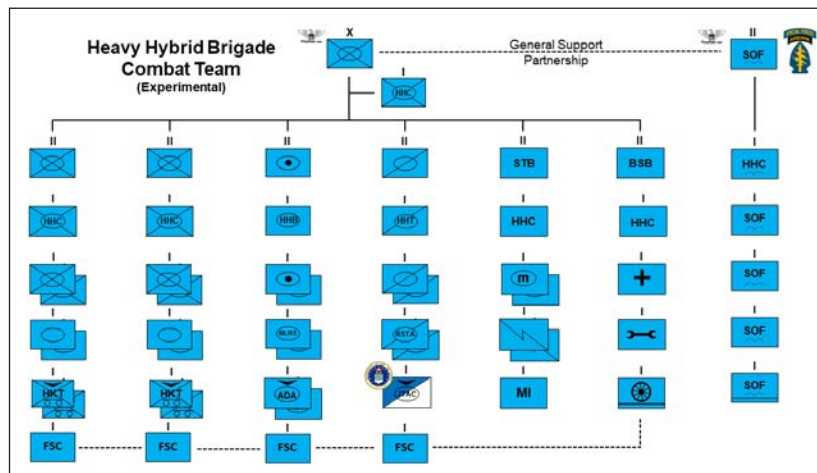 X
II
Heavy Hybrid Brigade
Combat Team
(Experimental)
General Support
Partnership
SOF
I
HHC
II II II II II II I
STB BSB HHC
I I I I I I I
HHC HHC HHB HHT HHC HHC SOF
I I I I I I I
m SOF
I I I I I I I
MLRS RSTA SOF
I I I I I I I
HKT HKT ADA JTAC MI SOF
I I I I
FSC FSC FSC FSC